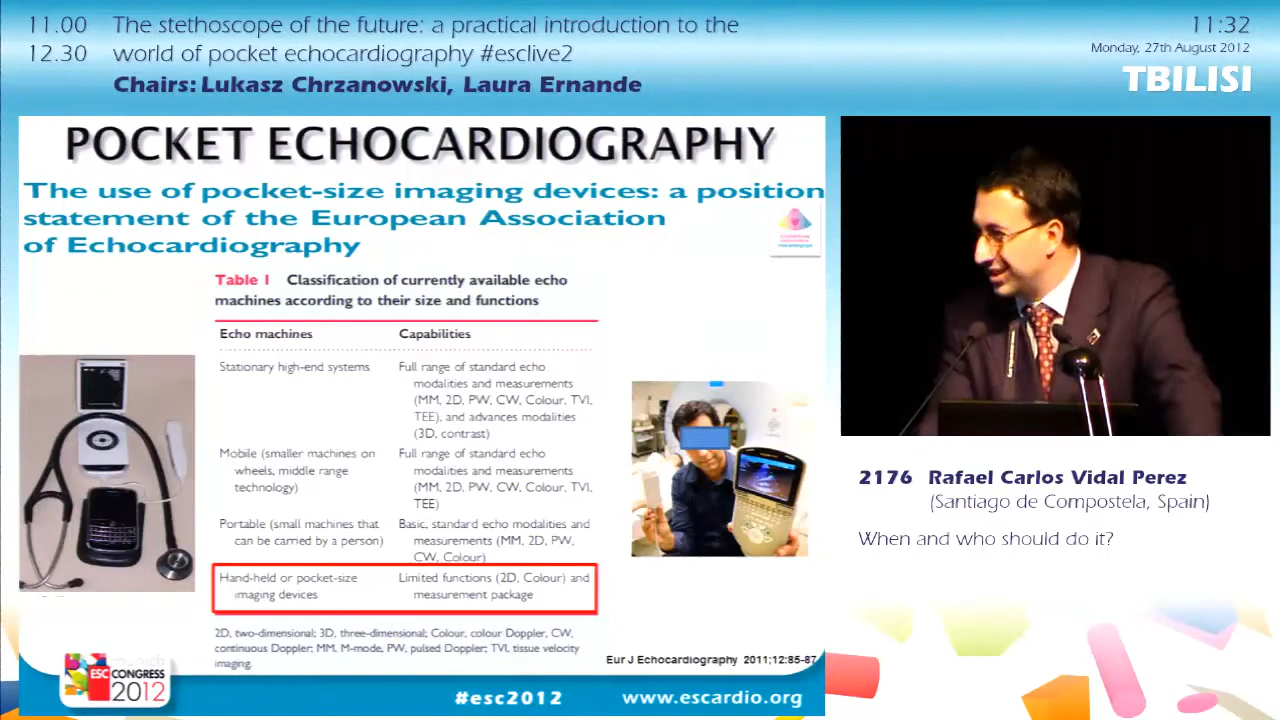 11.00 The stethoscope of the future: a practical introduction to the
12.30 world of pocket echocardiography #esclive2
Chairs: Lukasz Chrzanowski, Laura Ernande
11:32
Monday, 27th August 2012
TBILISI
POCKET ECHOCARDIOGRAPHY
The use of pocket-size imaging devices: a position
statement of the European Association
of Echocardiography
Table 1 Classification of currently available echo
machines according to their size and functions
Echo machines Capabilities
Stationary high-end systems Full range of standard echo
modalities and measurements
(MM, 2D, PW, CW, Colour, TVI,
TEE), and advances modalities
(3D, contrast)
Mobile (smaller machines on Full range of standard echo
wheels, middle range modalities and measurements
technology) (MM, 2D, PW, CW, Colour, TVI,
TEE)
Portable (small machines that Basic, standard echo modalities and
can be carried by a person) measurements (MM, 2D, PW,
CW, Colour)
Hand-held or pocket-size Limited functions (2D, Colour) and
imaging devices measurement package
2D, two-dimensional; 3D, three-dimensional; Colour, colour Doppler, CW,
continuous Doppler; MM, M-mode, PW, pulsed Doppler; TVI, tissue velocity
imaging.
Eur J Echocardiography 2011;12:85-87
2176 Rafael Carlos Vidal Perez
(Santiago de Compostela, Spain)
When and who should do it?
ESC CONGRESS
2012
#esc2012 www.escardio.org